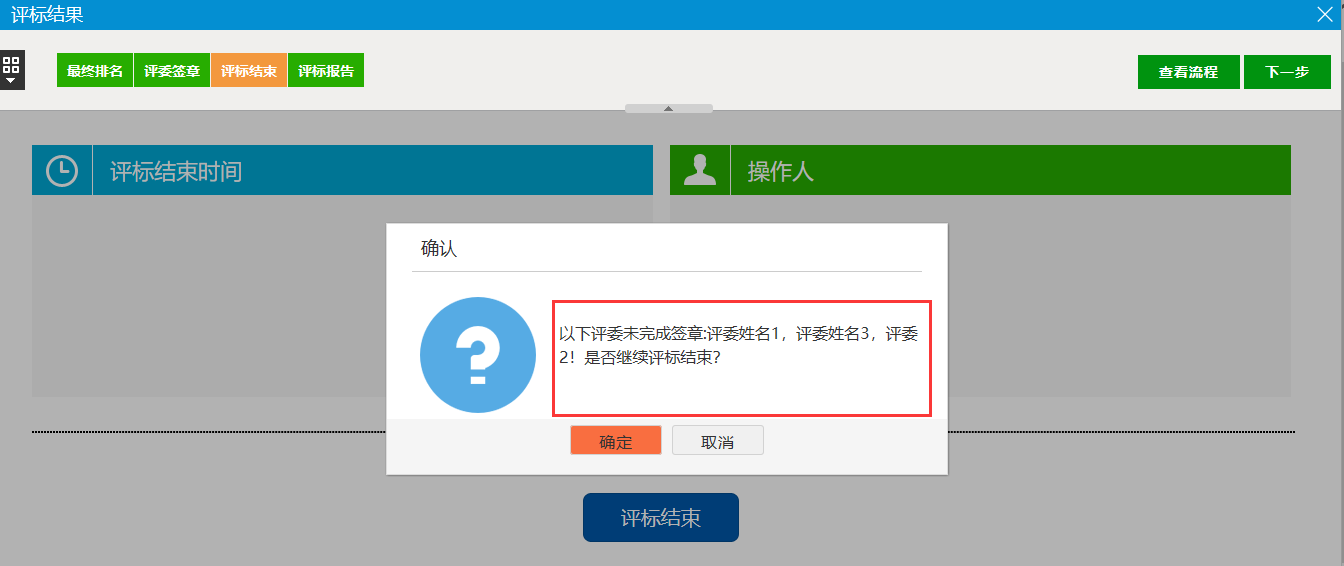 评标结果
最终排名 评委签章 评标结束 评标报告
查看流程 下一步
评标结束时间
操作人
确认
以下评委未完成签章:评委姓名1，评委姓名3，评委
2！是否继续评标结束？
确定 取消
评标结束